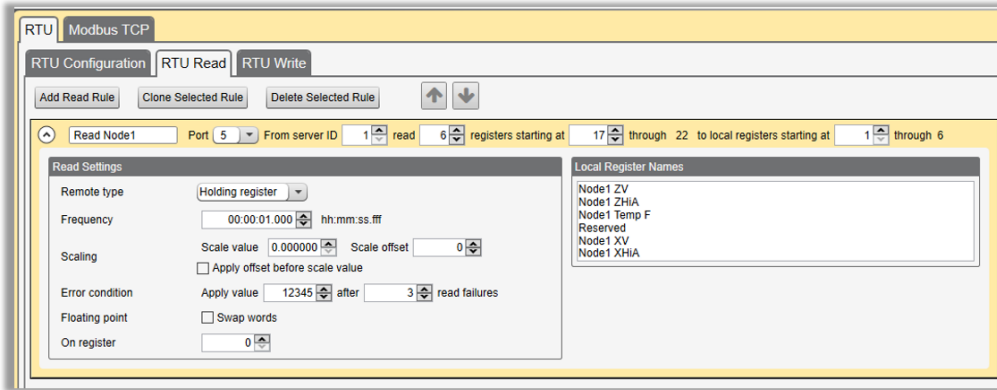 RTU Modbus TCP
RTU Configuration RTU Read RTU Write
Add Read Rule Clone Selected Rule Delete Selected Rule
Read Node1 Port 5 From server ID 1 read 6 registers starting at 17 through 22 to local registers starting at 1 through 6
Read Settings
Remote type Holding register
Frequency 00:00:01.000 hh:mm:ss.fff
Scaling Scale value 0.000000 Scale offset 0
Apply offset before scale value
Error condition Apply value 12345 after 3 read failures
Floating point Swap words
On register 0
Local Register Names
Node1 ZV
Node1 ZHiA
Node1 Temp F
Reserved
Node1 XV
Node1 XHiA